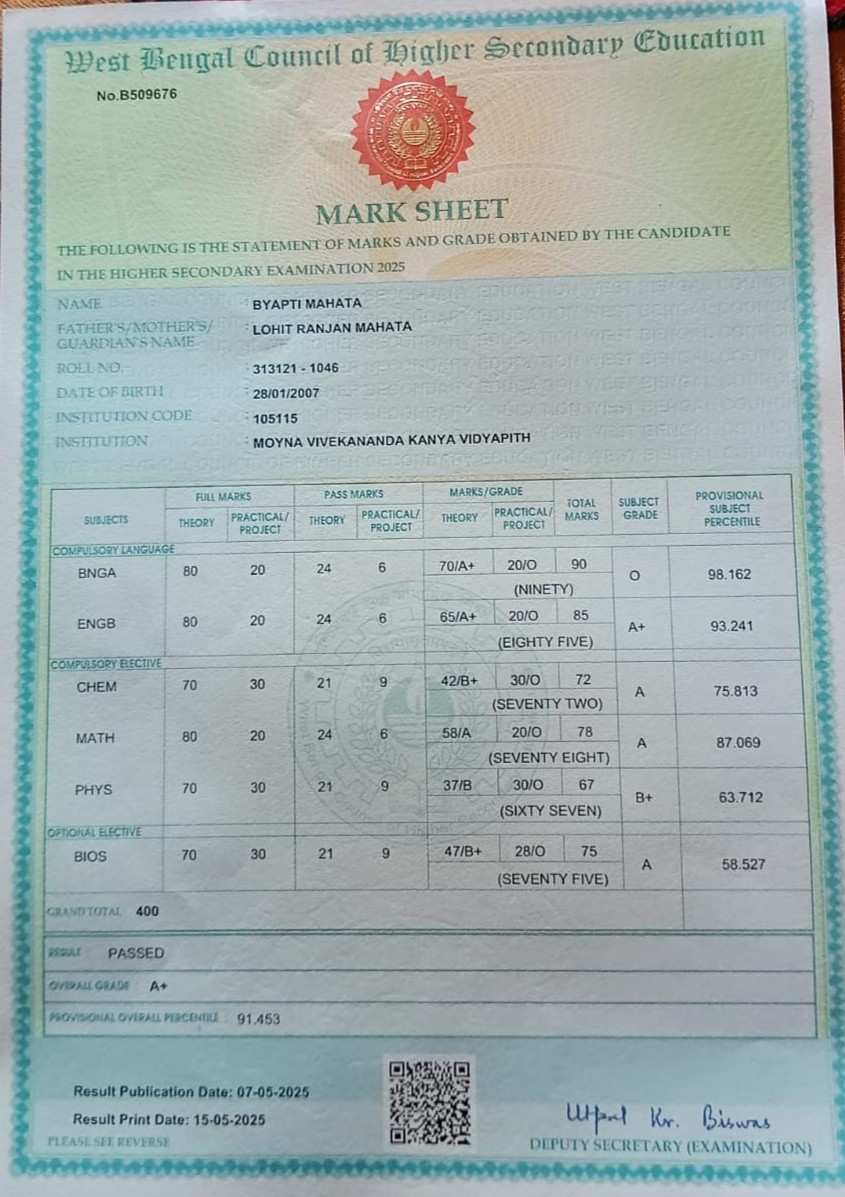 West Bengal Council of Higher Secondary Education
No.B509676
MARK SHEET
THE FOLLOWING IS THE STATEMENT OF MARKS AND GRADE OBTAINED BY THE CANDIDATE
IN THE HIGHER SECONDARY EXAMINATION 2025
NAME : BYAPTI MAHATA
FATHER'S/MOTHER'S/ : LOHIT RANJAN MAHATA
GUARDIAN'S NAME
ROLL NO. : 313121 - 1046
DATE OF BIRTH : 28/01/2007
INSTITUTION CODE : 105115
INSTITUTION : MOYNA VIVEKANANDA KANYA VIDYAPITH
SUBJECTS FULL MARKS PASS MARKS MARKS/GRADE TOTAL MARKS SUBJECT GRADE PROVISIONAL SUBJECT PERCENTILE
THEORY PRACTICAL/PROJECT THEORY PRACTICAL/PROJECT THEORY PRACTICAL/PROJECT
COMPULSORY LANGUAGE
BNGA 80 20 24 6 70/A+ 20/O 90 O 98.162
(NINETY)
ENGB 80 20 24 6 65/A+ 20/O 85 A+ 93.241
(EIGHTY FIVE)
COMPULSORY ELECTIVE
CHEM 70 30 21 9 42/B+ 30/O 72 A 75.813
(SEVENTY TWO)
MATH 80 20 24 6 58/A 20/O 78 A 87.069
(SEVENTY EIGHT)
PHYS 70 30 21 9 37/B 30/O 67 B+ 63.712
(SIXTY SEVEN)
OPTIONAL ELECTIVE
BIOS 70 30 21 9 47/B+ 28/O 75 A 58.527
(SEVENTY FIVE)
GRAND TOTAL 400
RESULT PASSED
OVERALL GRADE A+
PROVISIONAL OVERALL PERCENTILE : 91.453
Result Publication Date: 07-05-2025
Result Print Date: 15-05-2025
PLEASE SEE REVERSE
Utpal Kr. Biswas
DEPUTY SECRETARY (EXAMINATION)